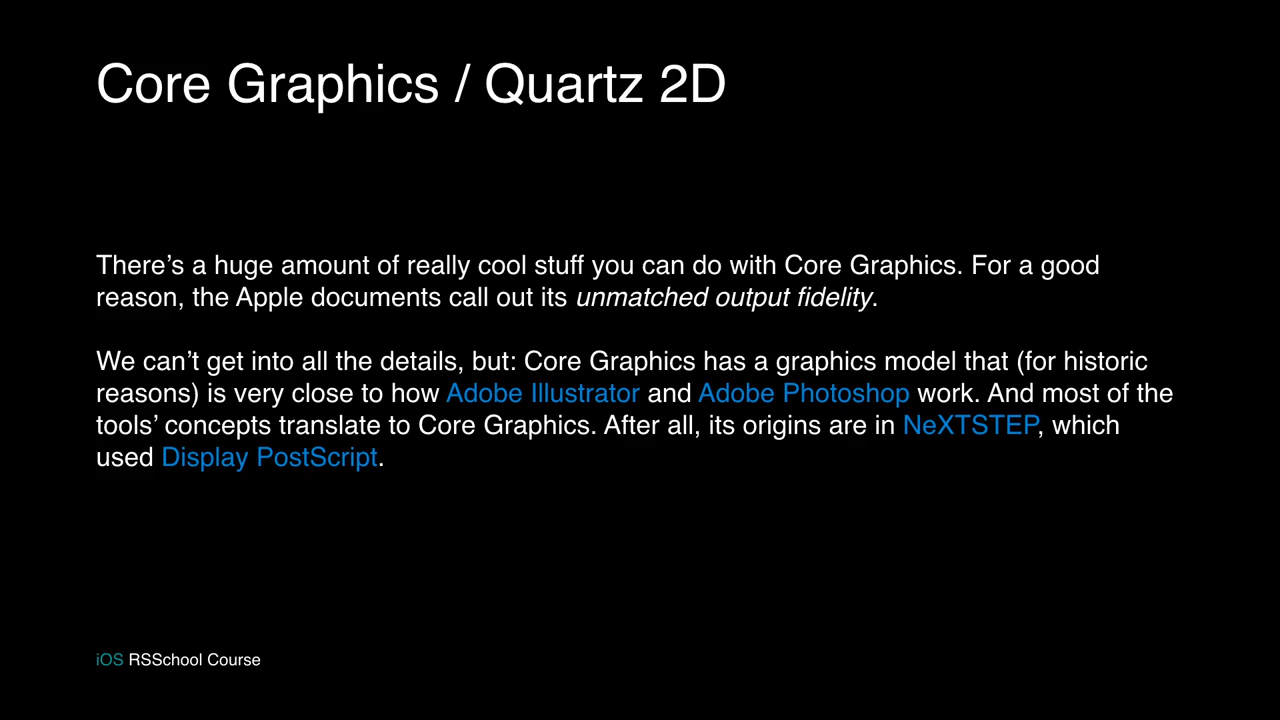 Core Graphics / Quartz 2D
There’s a huge amount of really cool stuff you can do with Core Graphics. For a good
reason, the Apple documents call out its unmatched output fidelity.
We can’t get into all the details, but: Core Graphics has a graphics model that (for historic
reasons) is very close to how Adobe Illustrator and Adobe Photoshop work. And most of the
tools’ concepts translate to Core Graphics. After all, its origins are in NeXTSTEP, which
used Display PostScript.
iOS RSSchool Course